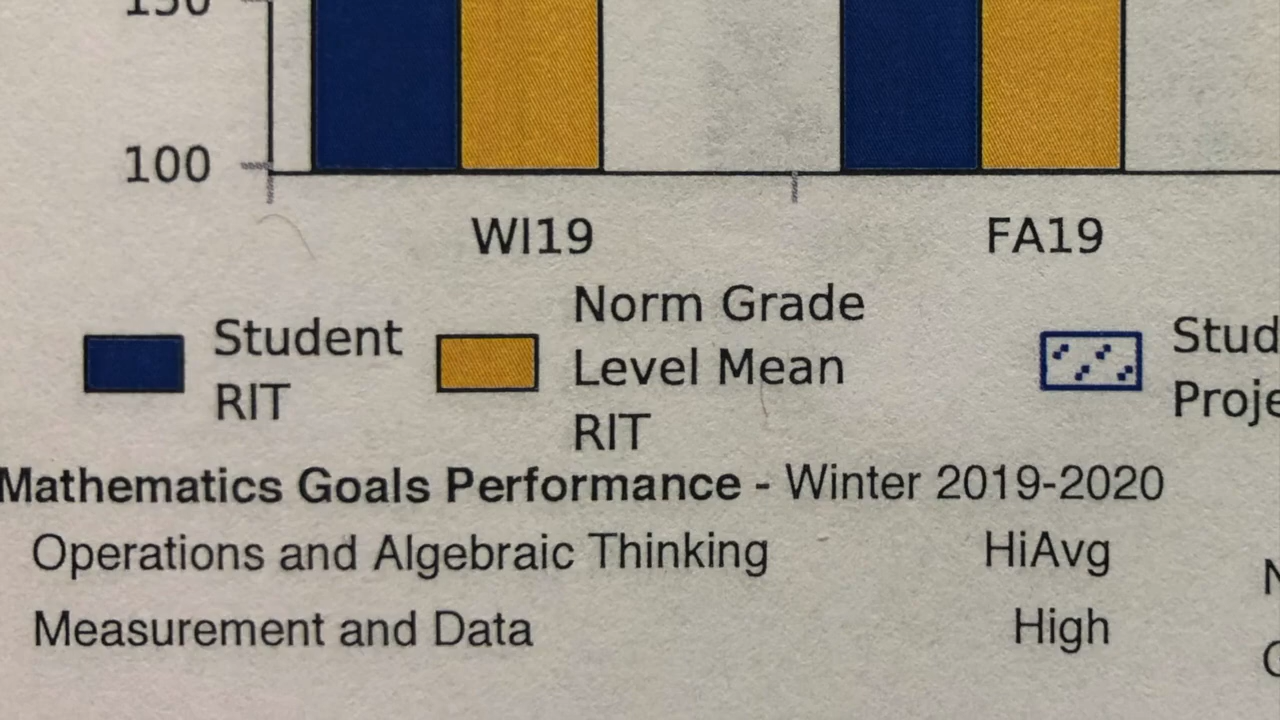 150
100
WI19 FA19
Student RIT
Norm Grade Level Mean RIT
Mathematics Goals Performance - Winter 2019-2020
Operations and Algebraic Thinking HiAvg
Measurement and Data High